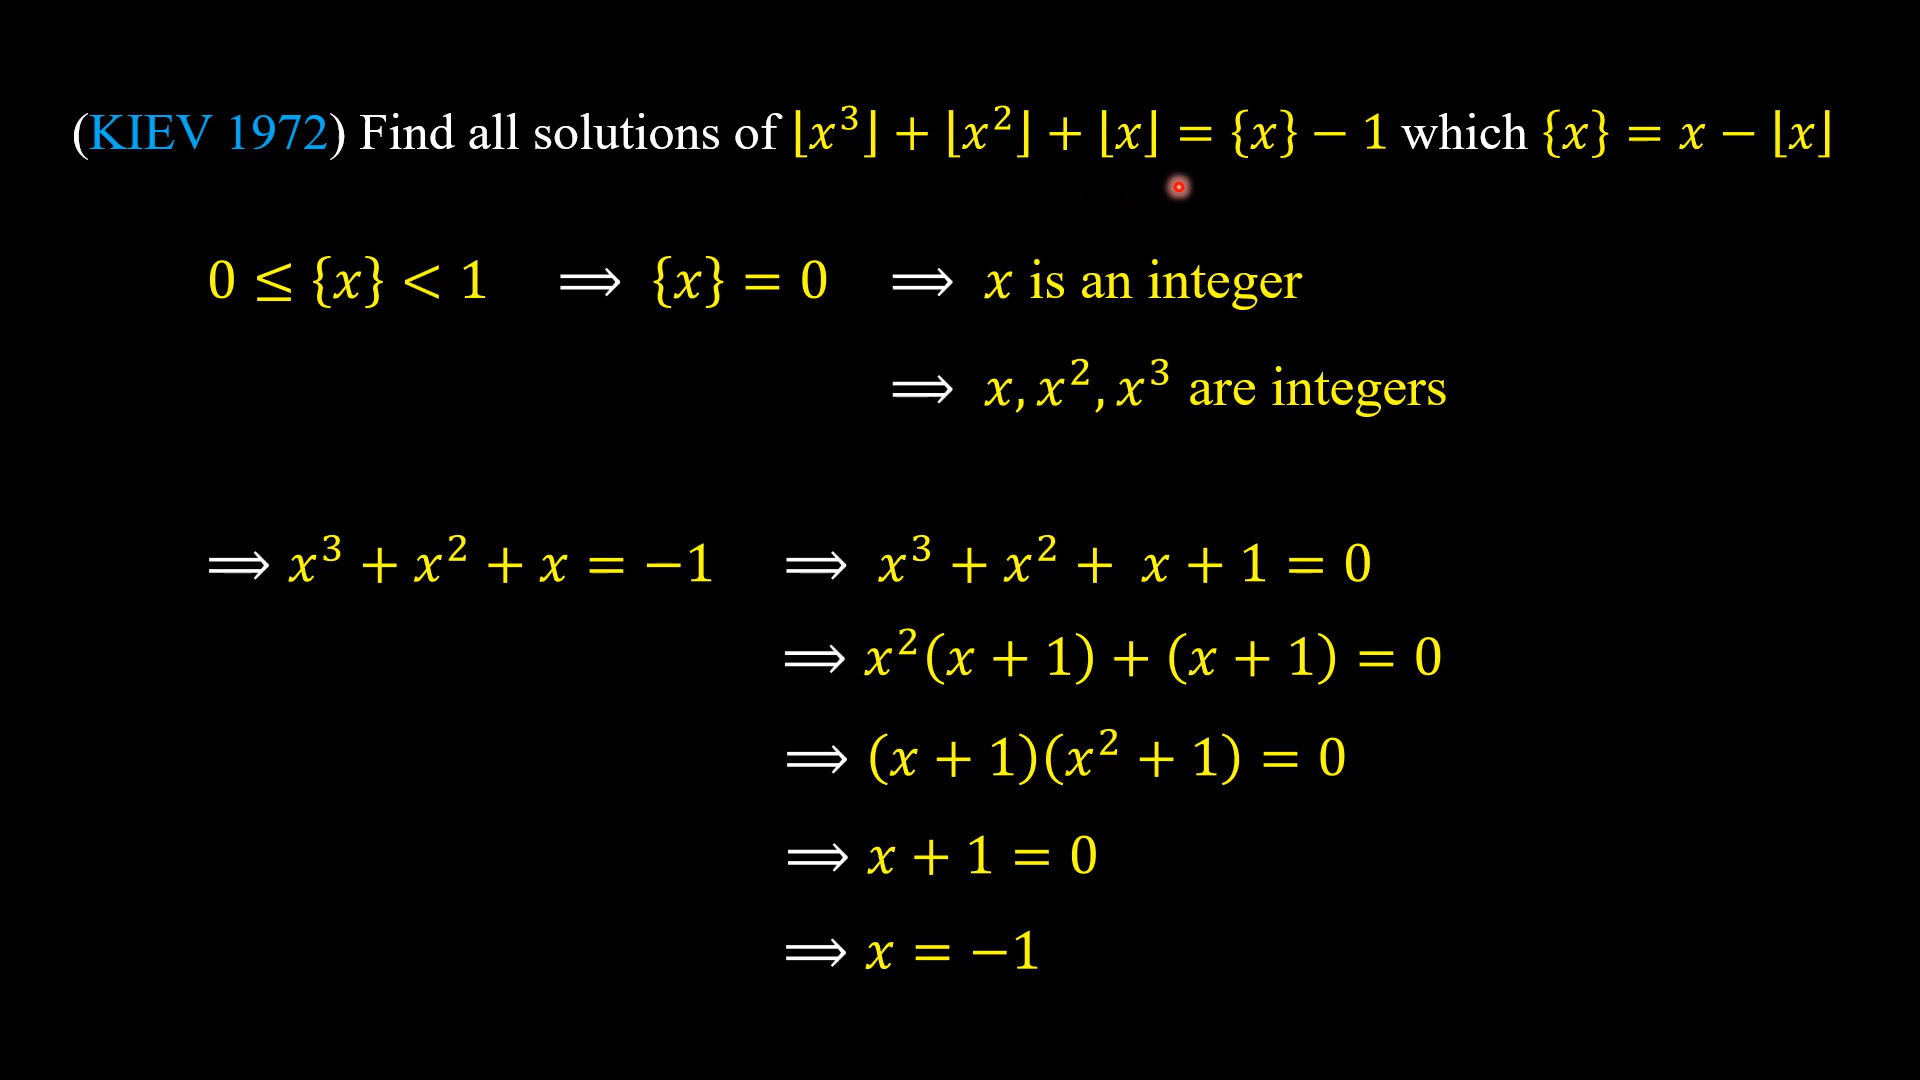 (KIEV 1972) Find all solutions of ⌊x³⌋ + ⌊x²⌋ + ⌊x⌋ = {x} − 1 which {x} = x − ⌊x⌋
0 ≤ {x} < 1 ⟹ {x} = 0 ⟹ x is an integer
⟹ x, x², x³ are integers
⟹ x³ + x² + x = −1 ⟹ x³ + x² + x + 1 = 0
⟹ x²(x + 1) + (x + 1) = 0
⟹ (x + 1)(x² + 1) = 0
⟹ x + 1 = 0
⟹ x = −1